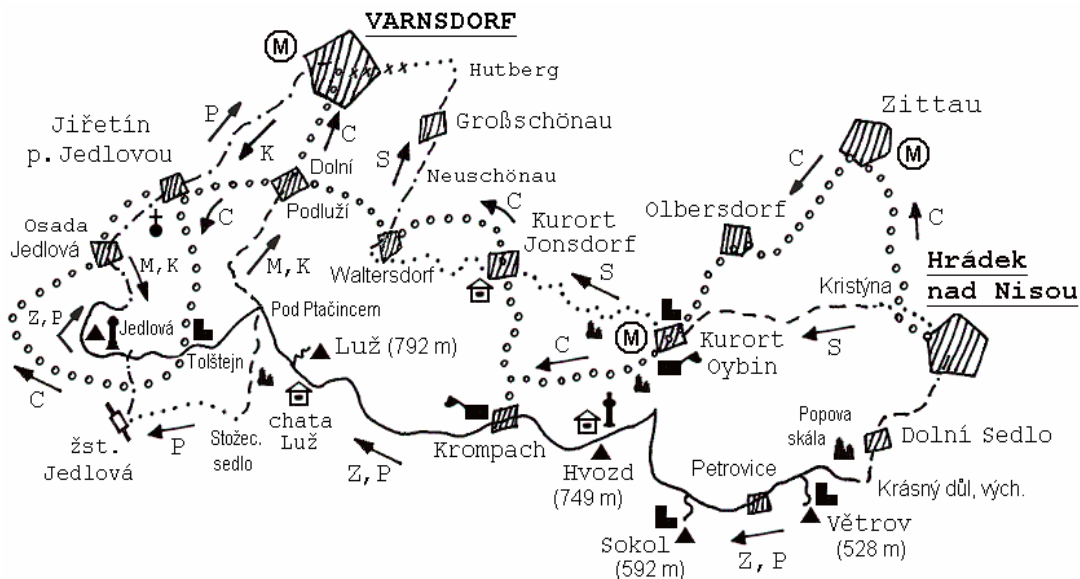 VARNSDORF
M
Hutberg
Zittau
P
Großschönau
Jiřetín
p.Jedlovou
C
K
S
C
M
Dolní
Neuschönau
Podluží
C
Olbersdorf
C
C
Kurort
Jonsdorf
Osada
Jedlová
M,K
M,K
Waltersdorf
S
Hrádek
nad Nisou
Kristýna
Z,P
Jedlová
Pod Ptačincem
Tolštejn
Luž (792 m)
C
M
Kurort
Oybin
S
C
chata
Luž
Popova
skála
Dolní Sedlo
P
Stožec.
sedlo
Krompach
žst.
Jedlová
Z,P
Hvozd
(749 m)
Petrovice
Krásný důl, vých.
Sokol
(592 m)
Větrov
(528 m)
Z,P